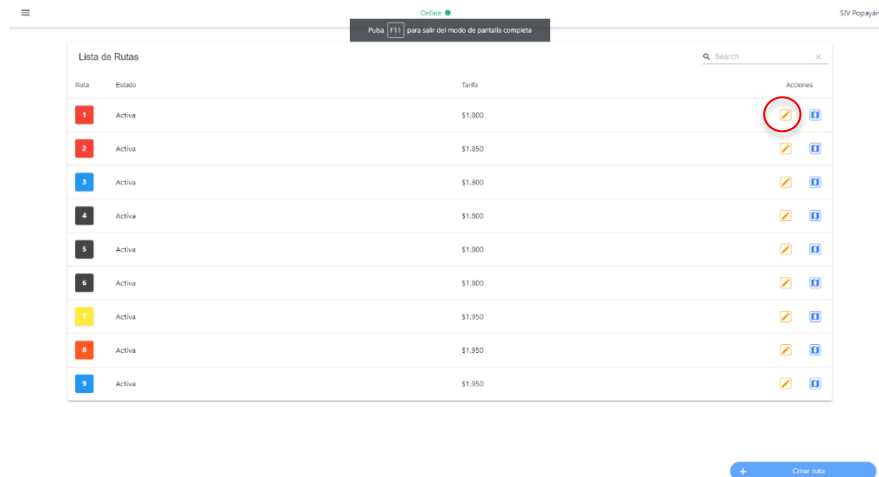 Online
SIV Popayán
Pulsa F11 para salir del modo de pantalla completa
Lista de Rutas
Search
Ruta Estado Tarifa Acciones
1 Activa $1.800
2 Activa $1.850
3 Activa $1.800
4 Activa $1.800
5 Activa $1.800
6 Activa $1.800
7 Activa $1.950
8 Activa $1.950
9 Activa $1.950
+ Crear ruta